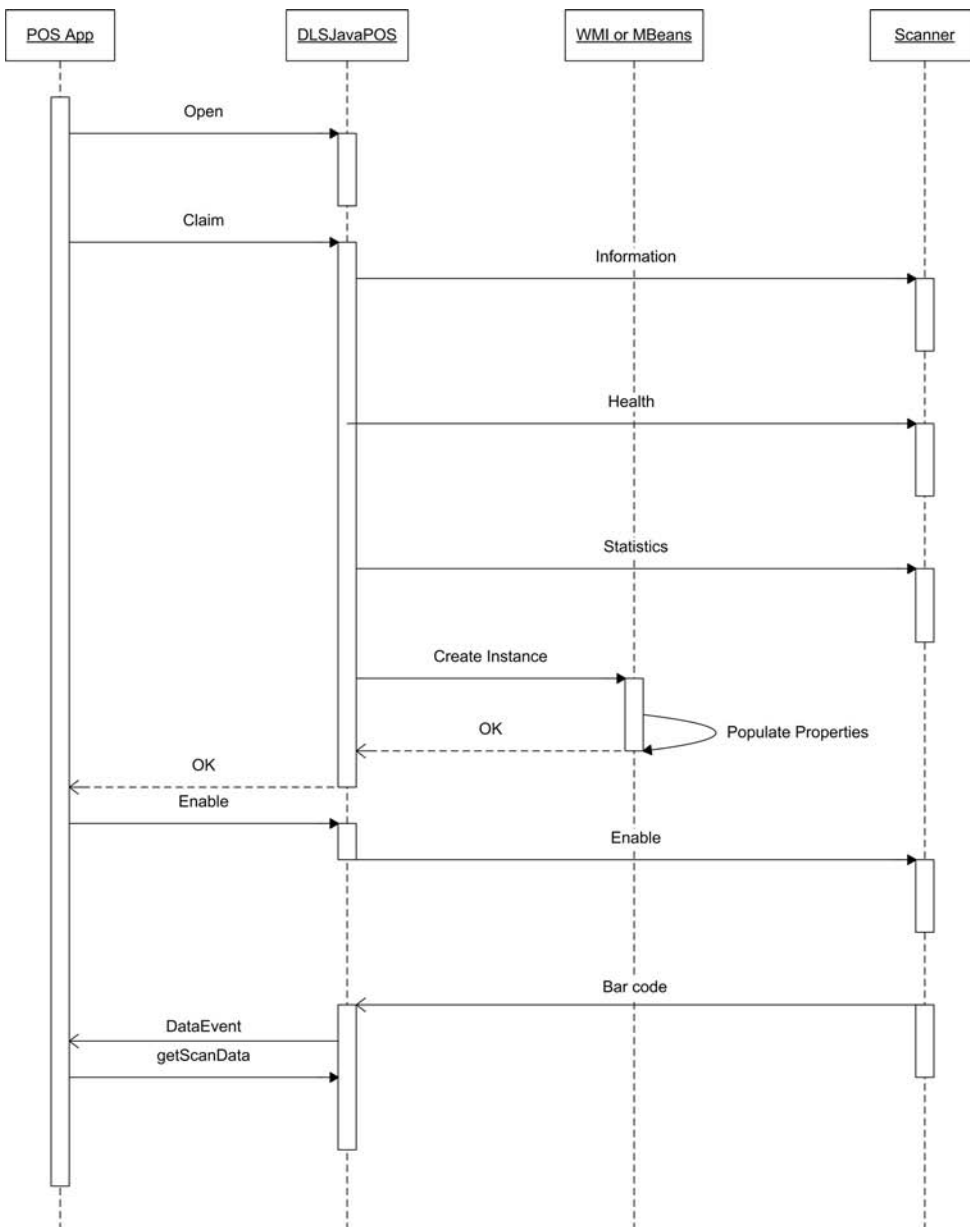 POS App
DLSJavaPOS
WMI or MBeans
Scanner
Open
Claim
Information
Health
Statistics
Create Instance
OK
Populate Properties
OK
Enable
Enable
Bar code
DataEvent
getScanData